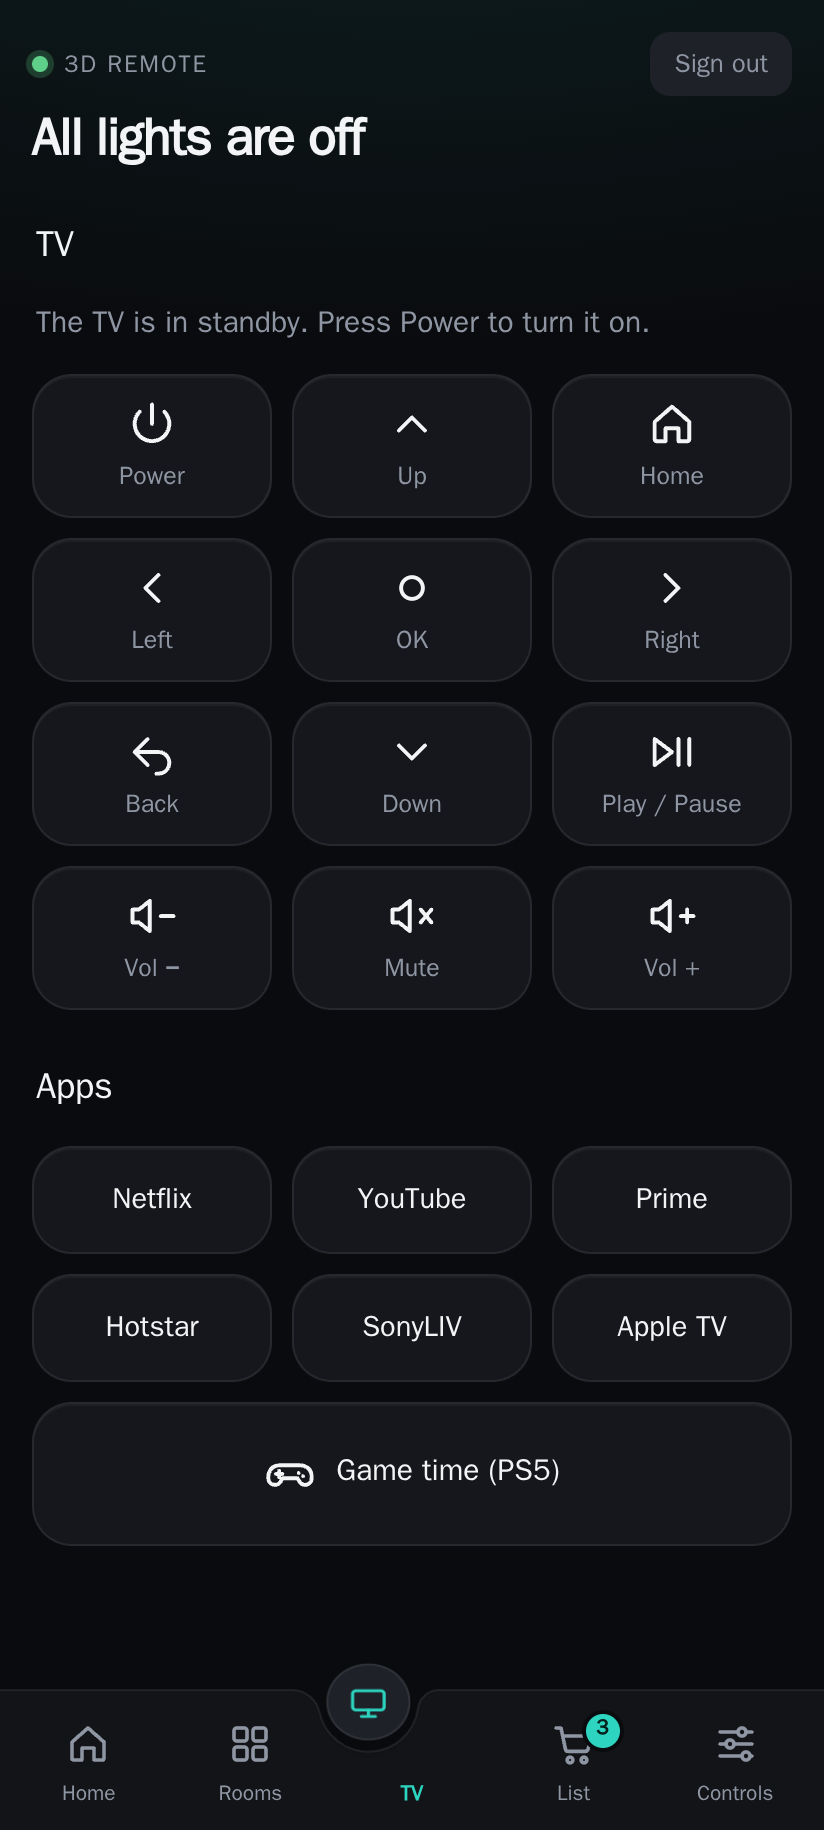 3D REMOTE
Sign out
All lights are off
TV
The TV is in standby. Press Power to turn it on.
Power
Up
Home
Left
OK
Right
Back
Down
Play / Pause
Vol −
Mute
Vol +
Apps
Netflix
YouTube
Prime
Hotstar
SonyLIV
Apple TV
Game time (PS5)
3
Home
Rooms
TV
List
Controls